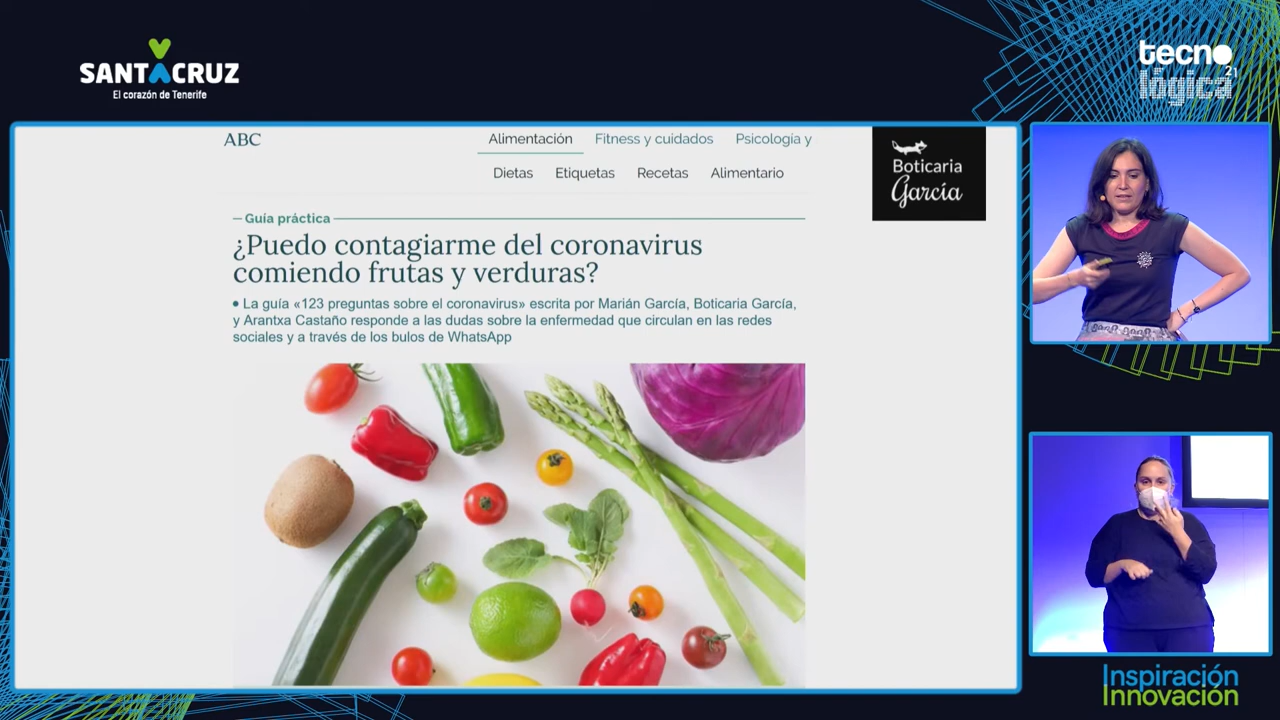 SANTACRUZ
El corazón de Tenerife
tecno
lógica
21
ABC
Alimentación Fitness y cuidados Psicología y
Dietas Etiquetas Recetas Alimentario
Boticaria
García
Guía práctica
¿Puedo contagiarme del coronavirus
comiendo frutas y verduras?
• La guía «123 preguntas sobre el coronavirus» escrita por Marián García, Boticaria García,
y Arantxa Castaño responde a las dudas sobre la enfermedad que circulan en las redes
sociales y a través de los bulos de WhatsApp
Inspiración
Innovación